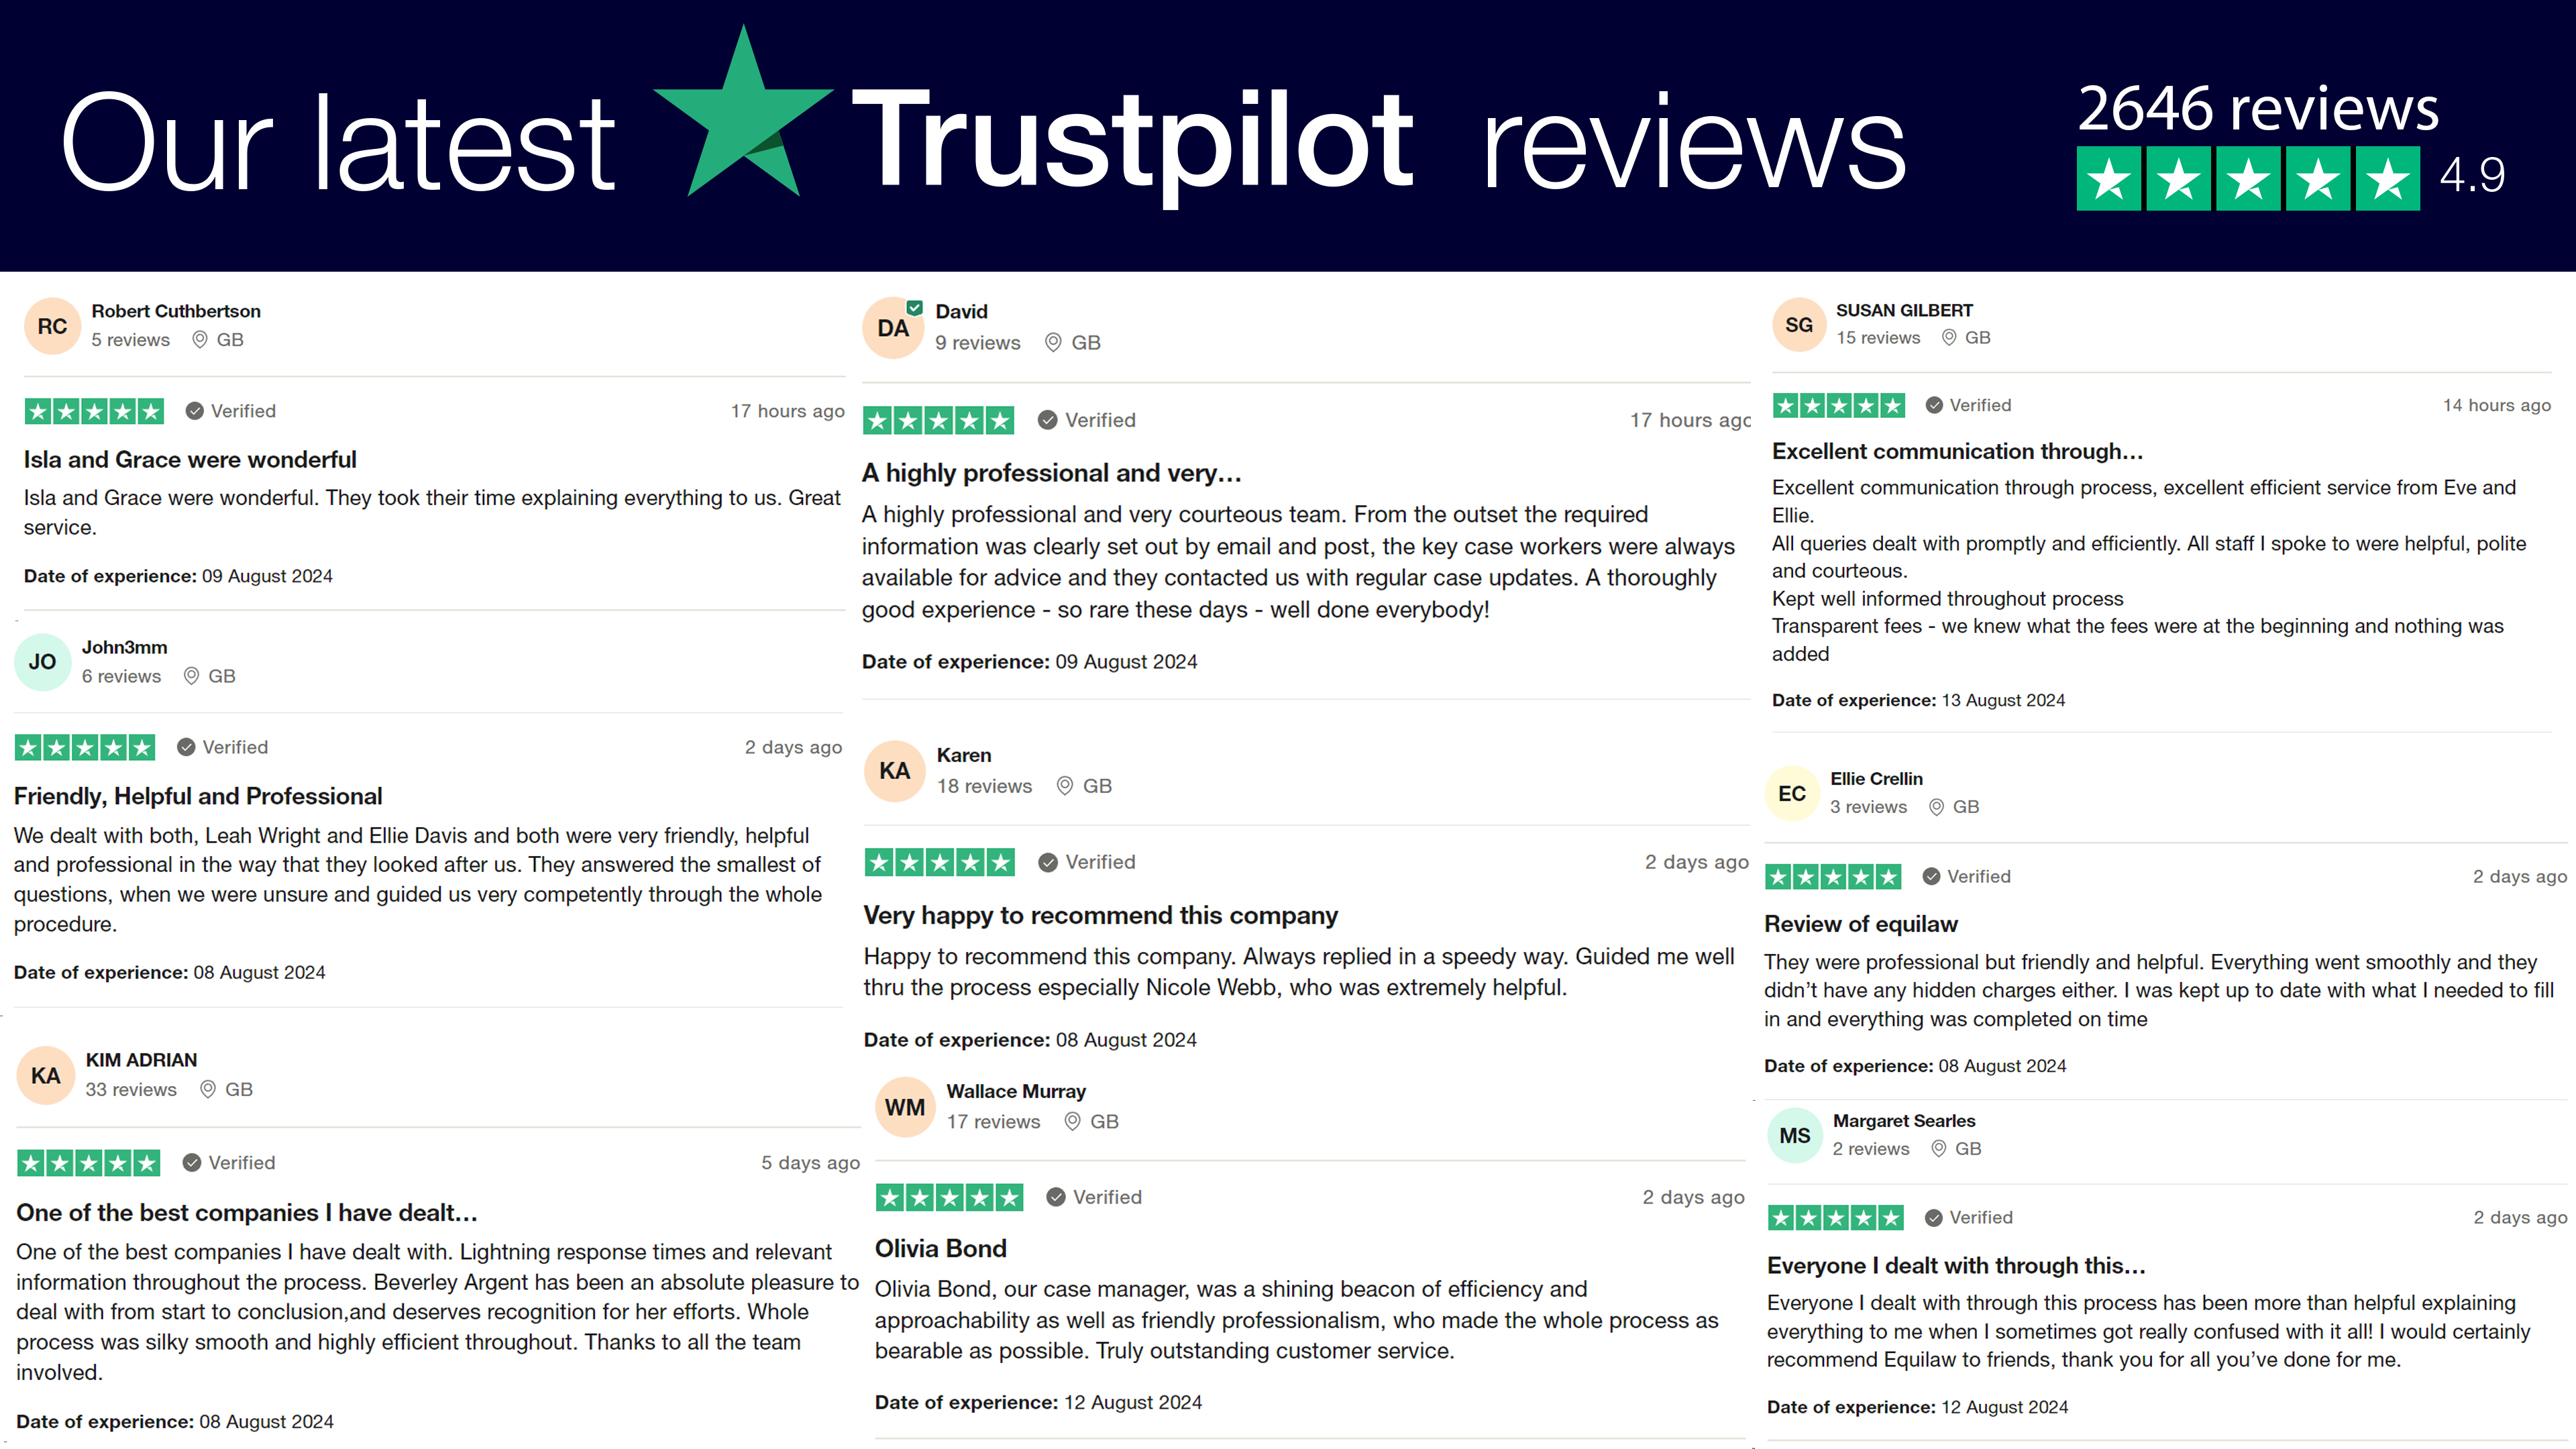 Our latest Trustpilot reviews
2646 reviews
4.9
RC
Robert Cuthbertson
5 reviews GB
Verified
17 hours ago
Isla and Grace were wonderful
Isla and Grace were wonderful. They took their time explaining everything to us. Great
service.
Date of experience: 09 August 2024
JO
John3mm
6 reviews GB
Verified
2 days ago
Friendly, Helpful and Professional
We dealt with both, Leah Wright and Ellie Davis and both were very friendly, helpful
and professional in the way that they looked after us. They answered the smallest of
questions, when we were unsure and guided us very competently through the whole
procedure.
Date of experience: 08 August 2024
KA
KIM ADRIAN
33 reviews GB
Verified
5 days ago
One of the best companies I have dealt…
One of the best companies I have dealt with. Lightning response times and relevant
information throughout the process. Beverley Argent has been an absolute pleasure to
deal with from start to conclusion,and deserves recognition for her efforts. Whole
process was silky smooth and highly efficient throughout. Thanks to all the team
involved.
Date of experience: 08 August 2024
DA
David
9 reviews GB
Verified
17 hours ago
A highly professional and very…
A highly professional and very courteous team. From the outset the required
information was clearly set out by email and post, the key case workers were always
available for advice and they contacted us with regular case updates. A thoroughly
good experience - so rare these days - well done everybody!
Date of experience: 09 August 2024
KA
Karen
18 reviews GB
Verified
2 days ago
Very happy to recommend this company
Happy to recommend this company. Always replied in a speedy way. Guided me well
thru the process especially Nicole Webb, who was extremely helpful.
Date of experience: 08 August 2024
WM
Wallace Murray
17 reviews GB
Verified
2 days ago
Olivia Bond
Olivia Bond, our case manager, was a shining beacon of efficiency and
approachability as well as friendly professionalism, who made the whole process as
bearable as possible. Truly outstanding customer service.
Date of experience: 12 August 2024
SG
SUSAN GILBERT
15 reviews GB
Verified
14 hours ago
Excellent communication through…
Excellent communication through process, excellent efficient service from Eve and
Ellie.
All queries dealt with promptly and efficiently. All staff I spoke to were helpful, polite
and courteous.
Kept well informed throughout process
Transparent fees - we knew what the fees were at the beginning and nothing was
added
Date of experience: 13 August 2024
EC
Ellie Crellin
3 reviews GB
Verified
2 days ago
Review of equilaw
They were professional but friendly and helpful. Everything went smoothly and they
didn’t have any hidden charges either. I was kept up to date with what I needed to fill
in and everything was completed on time
Date of experience: 08 August 2024
MS
Margaret Searles
2 reviews GB
Verified
2 days ago
Everyone I dealt with through this…
Everyone I dealt with through this process has been more than helpful explaining
everything to me when I sometimes got really confused with it all! I would certainly
recommend Equilaw to friends, thank you for all you’ve done for me.
Date of experience: 12 August 2024